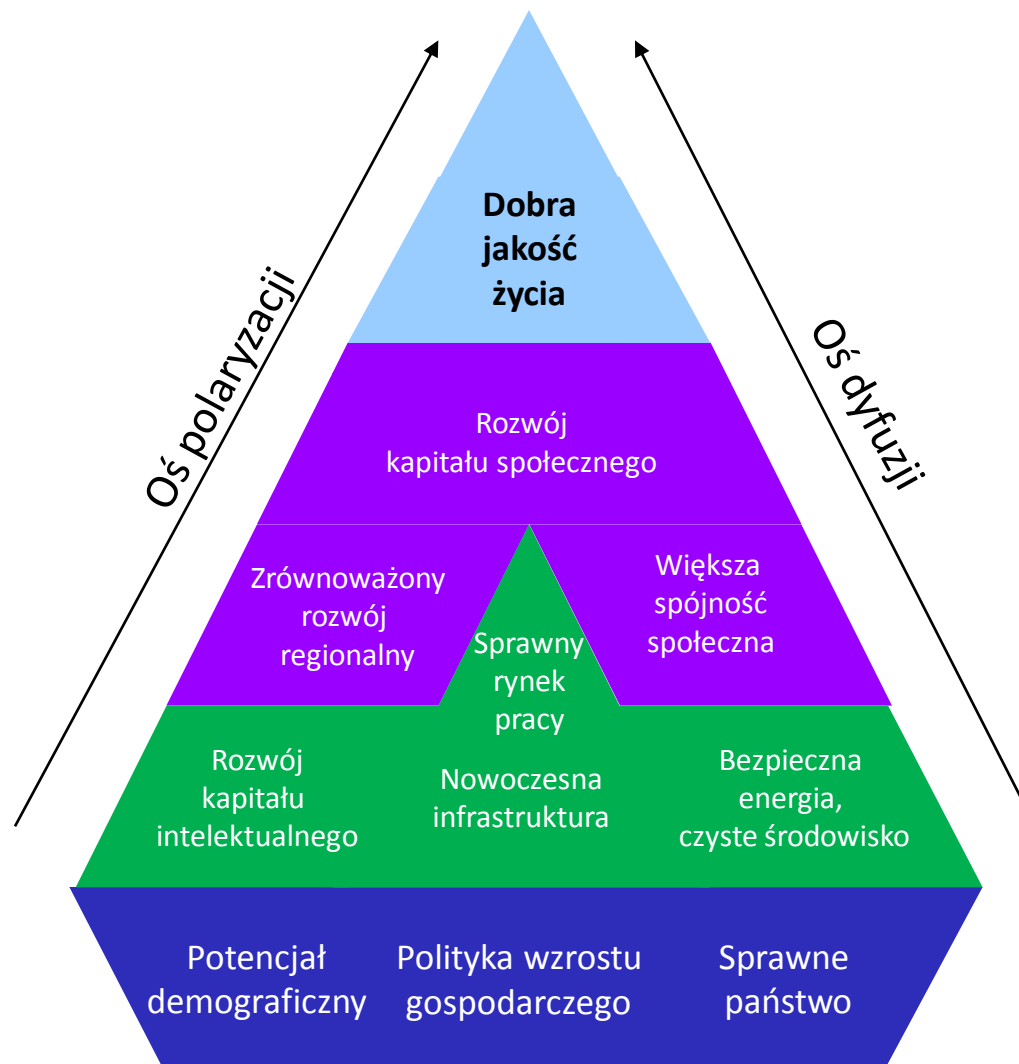 Dobra
jakość
życia
Oś polaryzacji
Oś dyfuzji
Rozwój
kapitału społecznego
Zrównoważony
rozwój
regionalny
Sprawny
rynek
pracy
Większa
spójność
społeczna
Rozwój
kapitału
intelektualnego
Nowoczesna
infrastruktura
Bezpieczna
energia,
czyste środowisko
Potencjał
demograficzny
Polityka wzrostu
gospodarczego
Sprawne
państwo